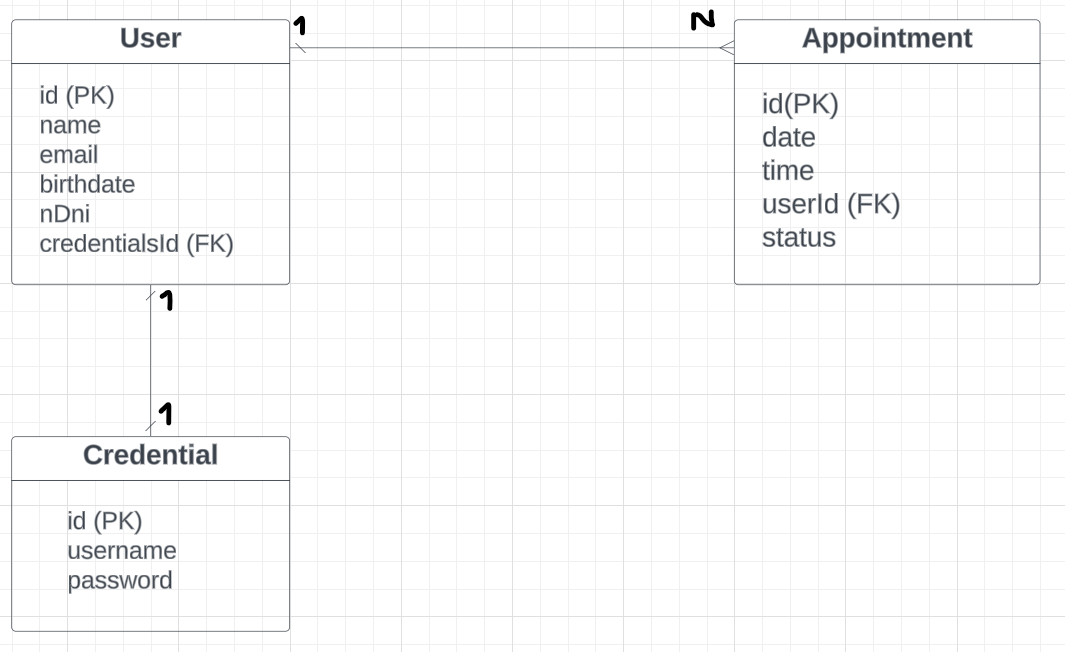 User
id (PK)
name
email
birthdate
nDni
credentialsId (FK)
1
N
Appointment
id(PK)
date
time
userId (FK)
status
1
1
Credential
id (PK)
username
password